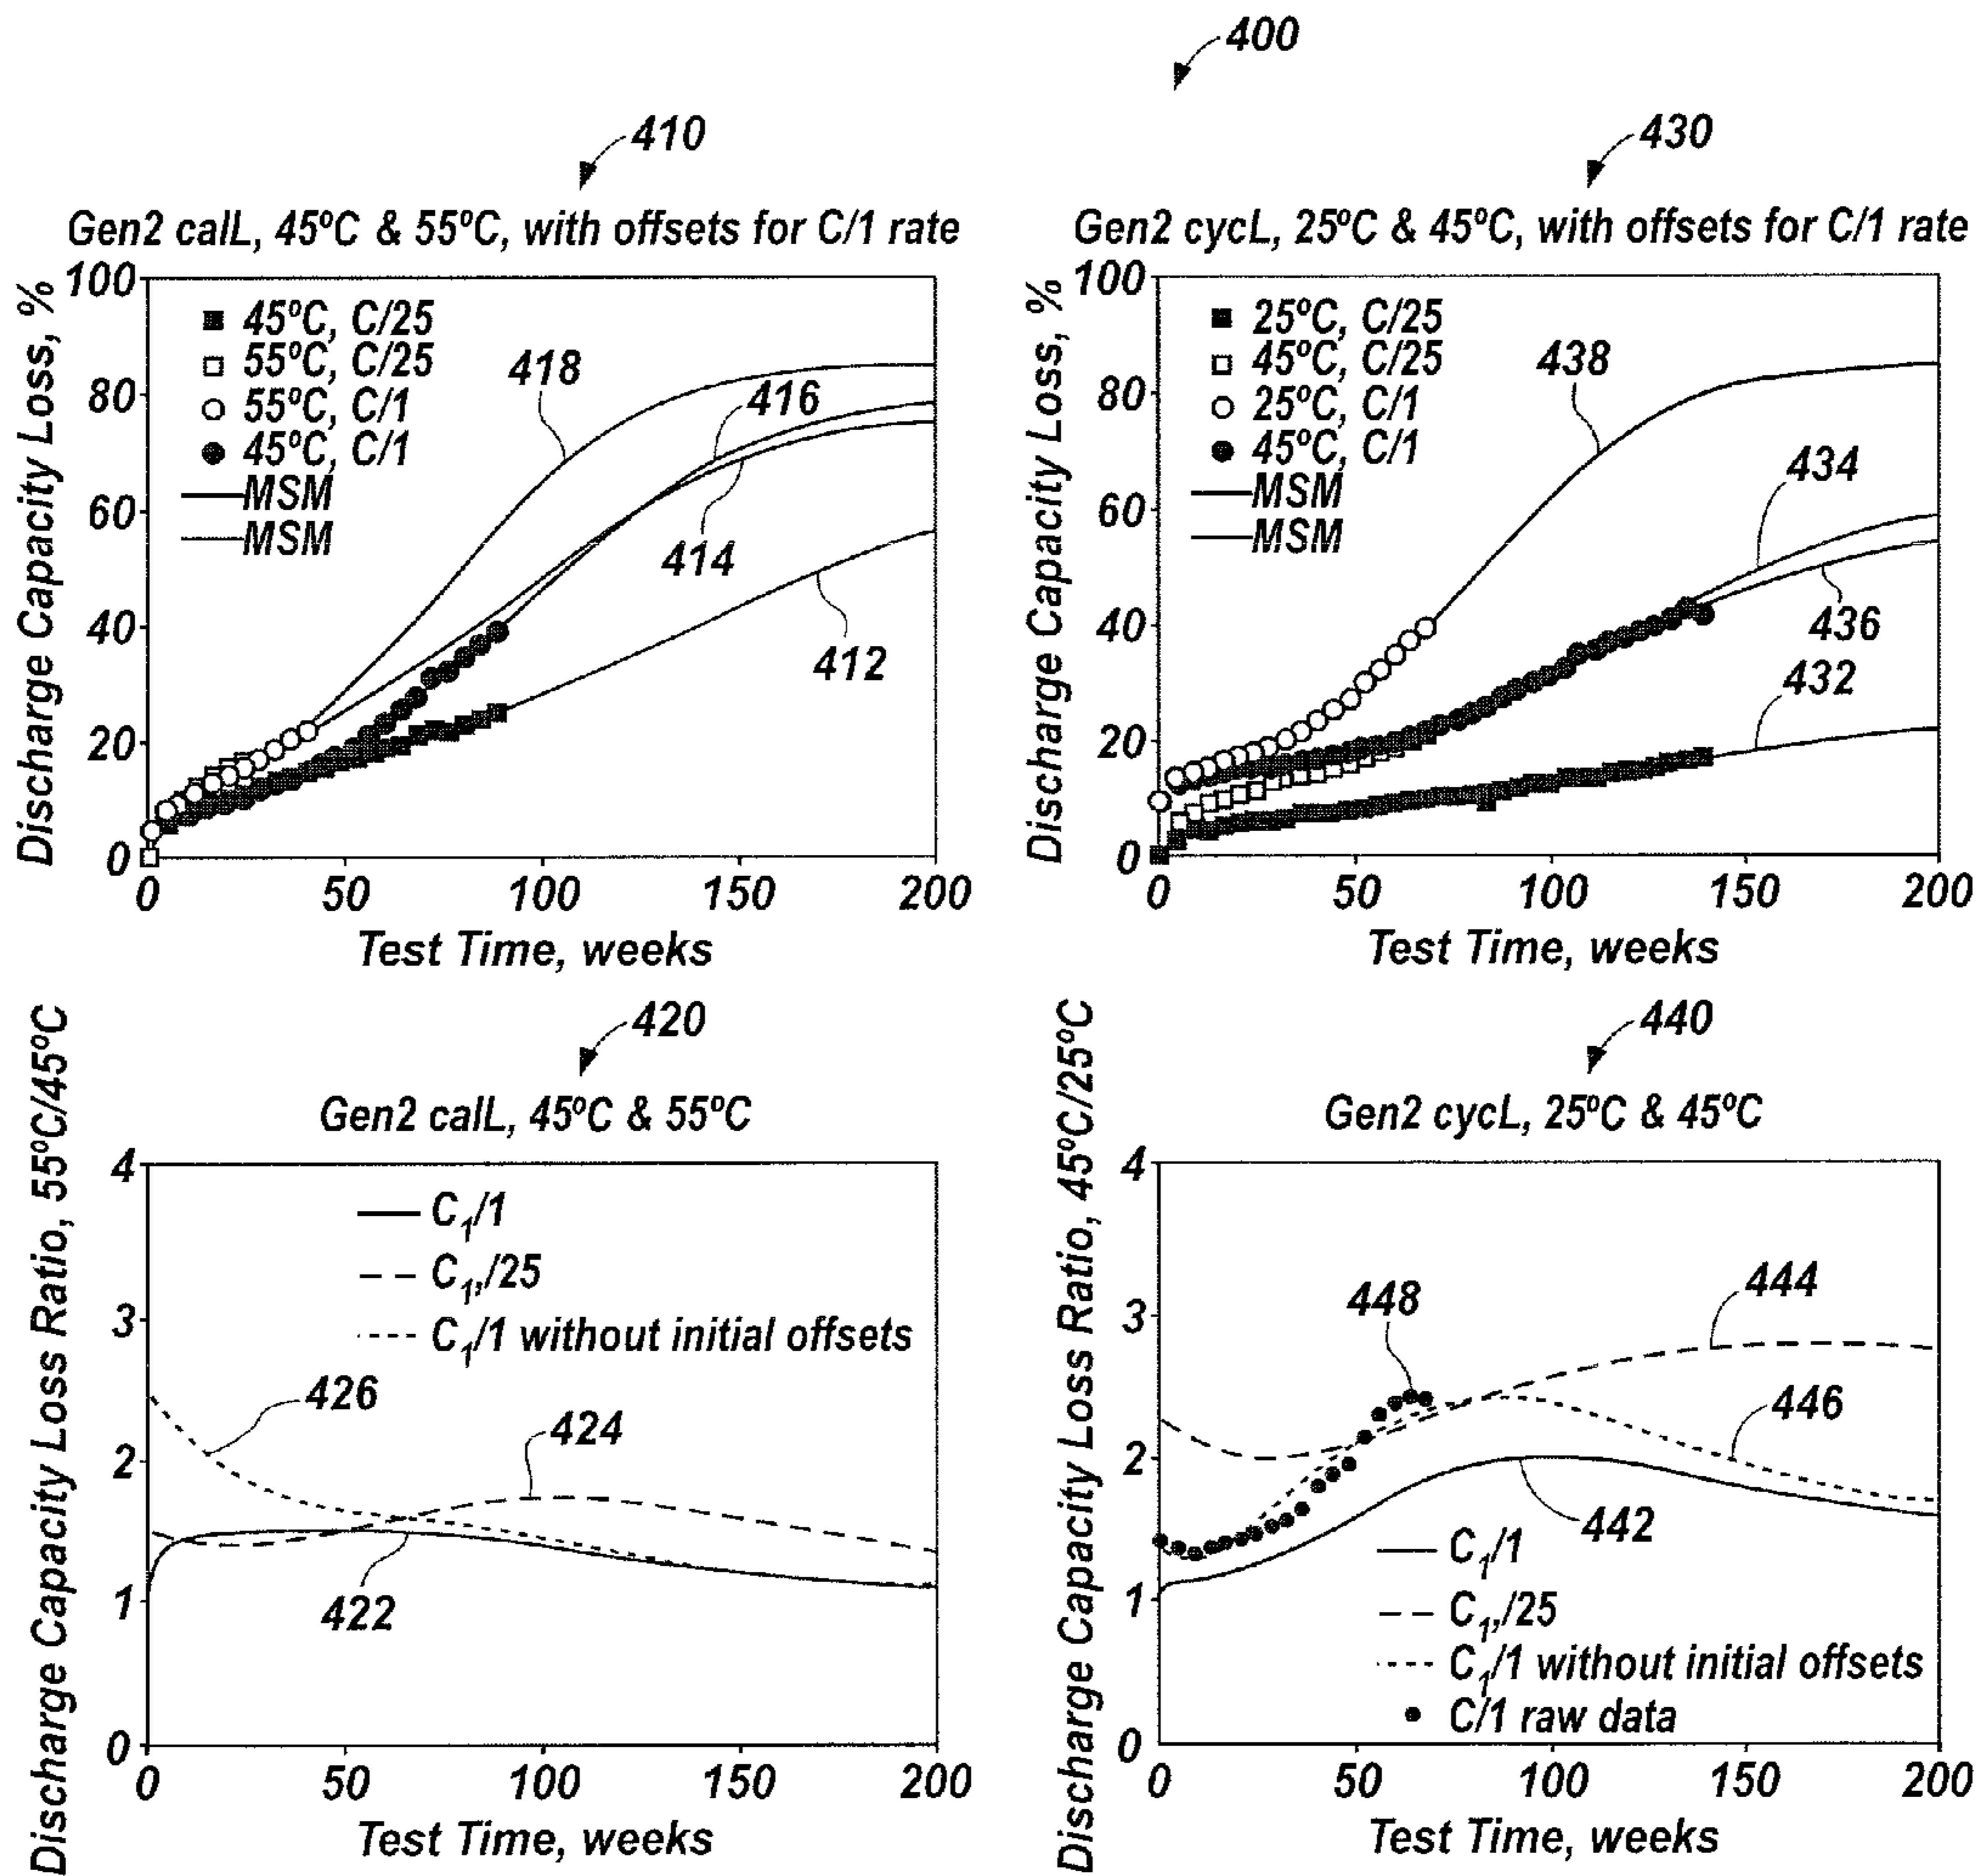 400
410
Gen2 calL, 45ºC & 55ºC, with offsets for C/1 rate
Discharge Capacity Loss, %
100
80
60
40
20
0
45ºC, C/25
55ºC, C/25
55ºC, C/1
45ºC, C/1
MSM
MSM
418
416
414
412
0 50 100 150 200
Test Time, weeks
430
Gen2 cycL, 25ºC & 45ºC, with offsets for C/1 rate
Discharge Capacity Loss, %
100
80
60
40
20
0
25ºC, C/25
45ºC, C/25
25ºC, C/1
45ºC, C/1
MSM
MSM
438
434
436
432
0 50 100 150 200
Test Time, weeks
420
Gen2 calL, 45ºC & 55ºC
Discharge Capacity Loss Ratio, 55ºC/45ºC
4
3
2
1
0
C1/1
C1,/25
C1/1 without initial offsets
426
424
422
0 50 100 150 200
Test Time, weeks
440
Gen2 cycL, 25ºC & 45ºC
Discharge Capacity Loss Ratio, 45ºC/25ºC
4
3
2
1
0
448
444
446
442
C1/1
C1,/25
C1/1 without initial offsets
C/1 raw data
0 50 100 150 200
Test Time, weeks